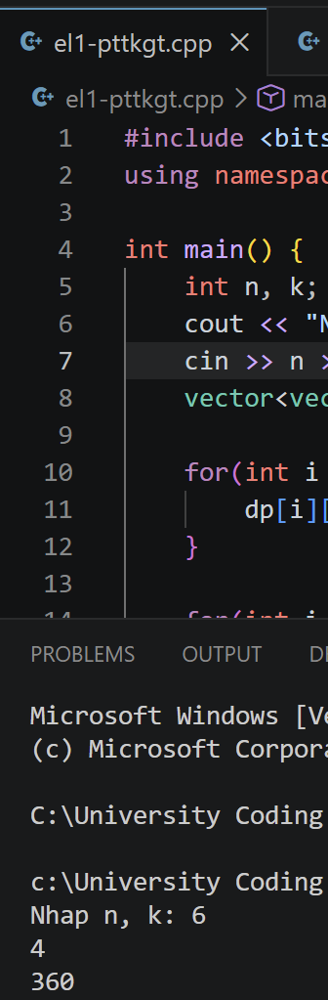 el1-pttkgt.cpp
el1-pttkgt.cpp > ma
1 #include <bits
2 using namespac
3
4 int main() {
5 int n, k;
6 cout << "N
7 cin >> n >
8 vector<vec
9
10 for(int i
11 dp[i][
12 }
13
14 for(int i
PROBLEMS OUTPUT DE
Microsoft Windows [Ve
(c) Microsoft Corpora
C:\University Coding
c:\University Coding
Nhap n, k: 6
4
360